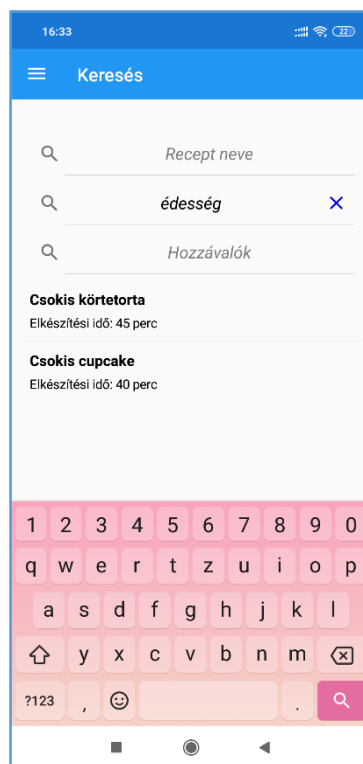 16:33 22
Keresés
Recept neve
édesség
Hozzávalók
Csokis körtetorta
Elkészítési idő: 45 perc
Csokis cupcake
Elkészítési idő: 40 perc
1 2 3 4 5 6 7 8 9 0
q w e r t z u i o p
a s d f g h j k l
y x c v b n m
?123 , .